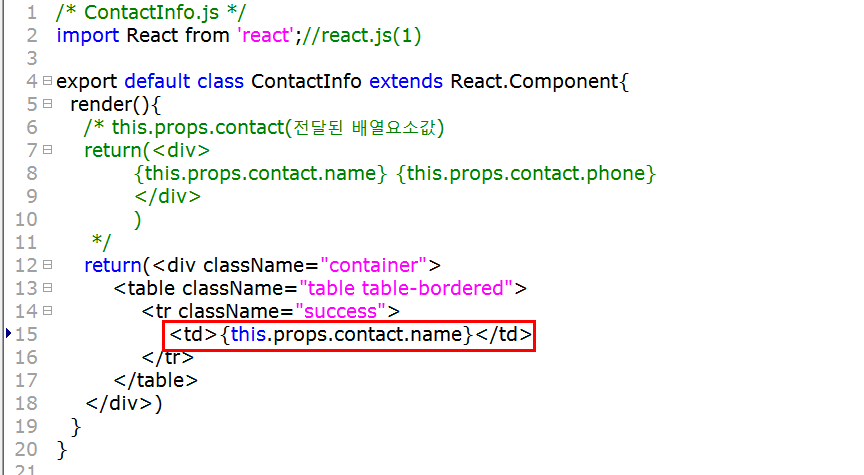 1 /* ContactInfo.js */
2 import React from 'react';//react.js(1)
3
4 export default class ContactInfo extends React.Component{
5 render(){
6 /* this.props.contact(전달된 배열요소값)
7 return(<div>
8 {this.props.contact.name} {this.props.contact.phone}
9 </div>
10 )
11 */
12 return(<div className="container">
13 <table className="table table-bordered">
14 <tr className="success">
15 <td>{this.props.contact.name}</td>
16 </tr>
17 </table>
18 </div>)
19 }
20 }
21